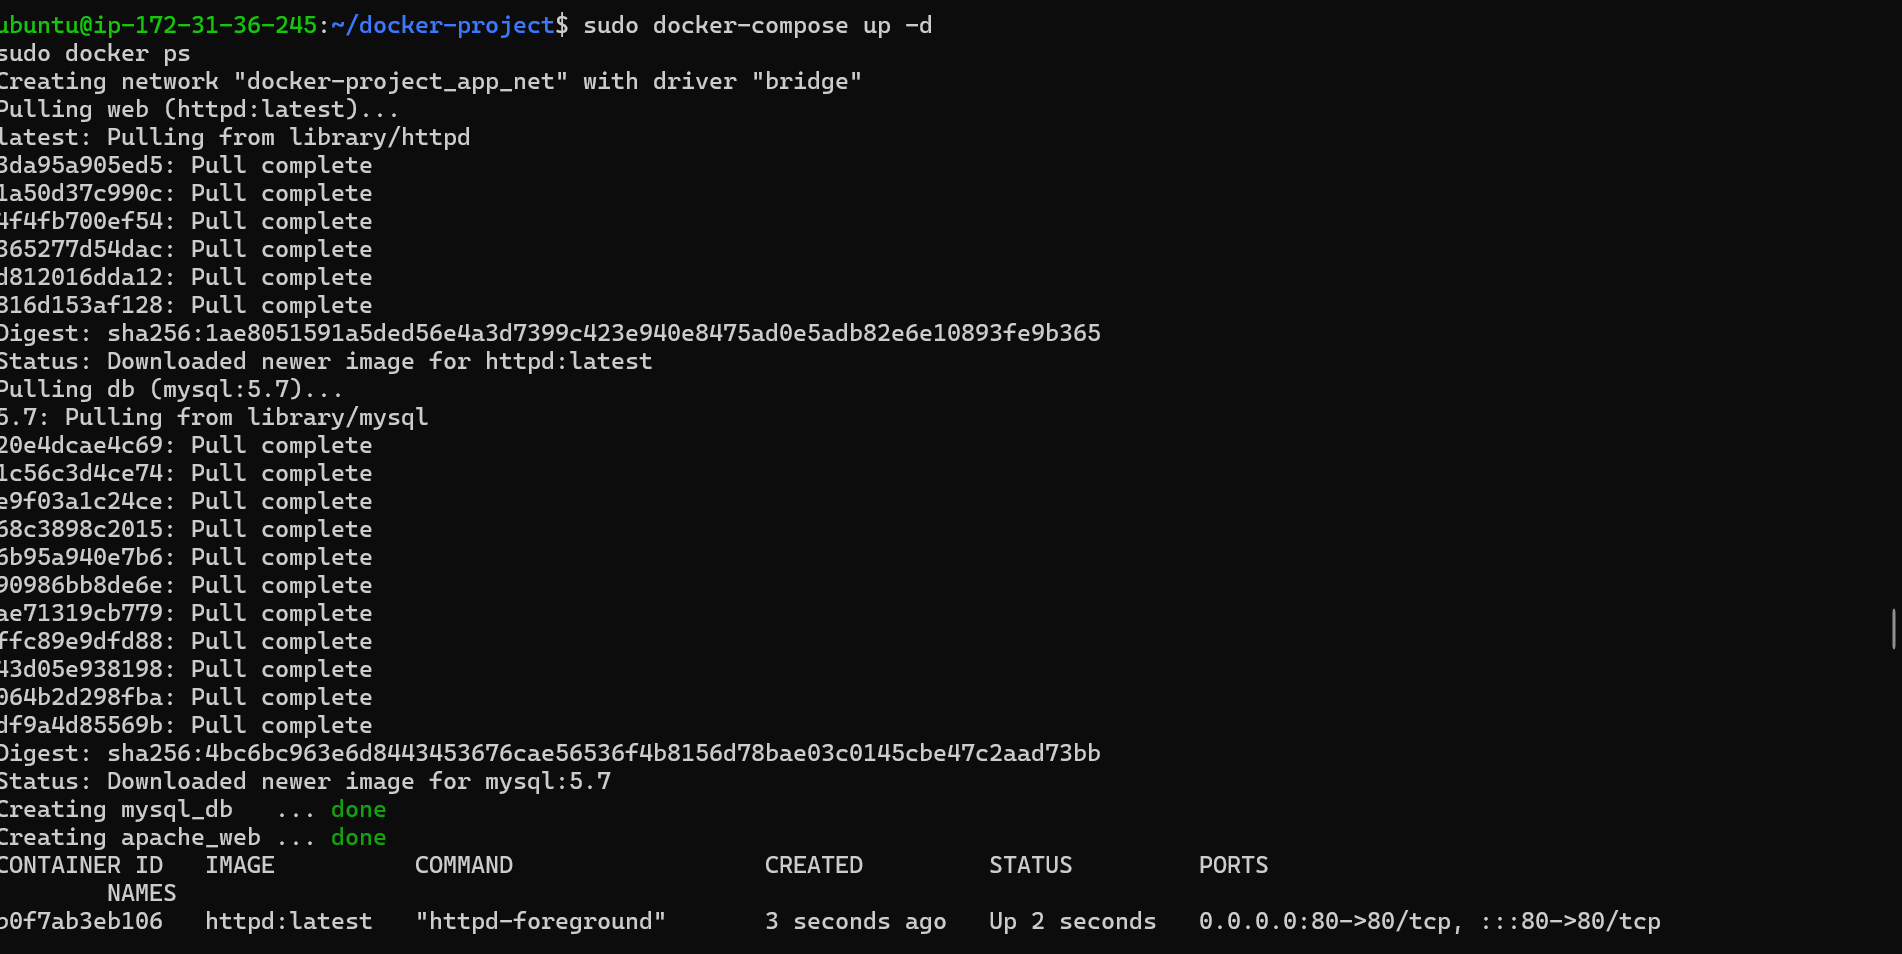 ubuntu@ip-172-31-36-245:~/docker-project$ sudo docker-compose up -d
sudo docker ps
Creating network "docker-project_app_net" with driver "bridge"
Pulling web (httpd:latest)...
latest: Pulling from library/httpd
3da95a905ed5: Pull complete
1a50d37c990c: Pull complete
4f4fb700ef54: Pull complete
365277d54dac: Pull complete
d812016dda12: Pull complete
816d153af128: Pull complete
Digest: sha256:1ae8051591a5ded56e4a3d7399c423e940e8475ad0e5adb82e6e10893fe9b365
Status: Downloaded newer image for httpd:latest
Pulling db (mysql:5.7)...
5.7: Pulling from library/mysql
20e4dcae4c69: Pull complete
1c56c3d4ce74: Pull complete
e9f03a1c24ce: Pull complete
68c3898c2015: Pull complete
6b95a940e7b6: Pull complete
90986bb8de6e: Pull complete
ae71319cb779: Pull complete
ffc89e9dfd88: Pull complete
43d05e938198: Pull complete
064b2d298fba: Pull complete
df9a4d85569b: Pull complete
Digest: sha256:4bc6bc963e6d8443453676cae56536f4b8156d78bae03c0145cbe47c2aad73bb
Status: Downloaded newer image for mysql:5.7
Creating mysql_db   ... done
Creating apache_web ... done
CONTAINER ID   IMAGE          COMMAND                  CREATED         STATUS         PORTS
        NAMES
b0f7ab3eb106   httpd:latest   "httpd-foreground"       3 seconds ago   Up 2 seconds   0.0.0.0:80->80/tcp, :::80->80/tcp